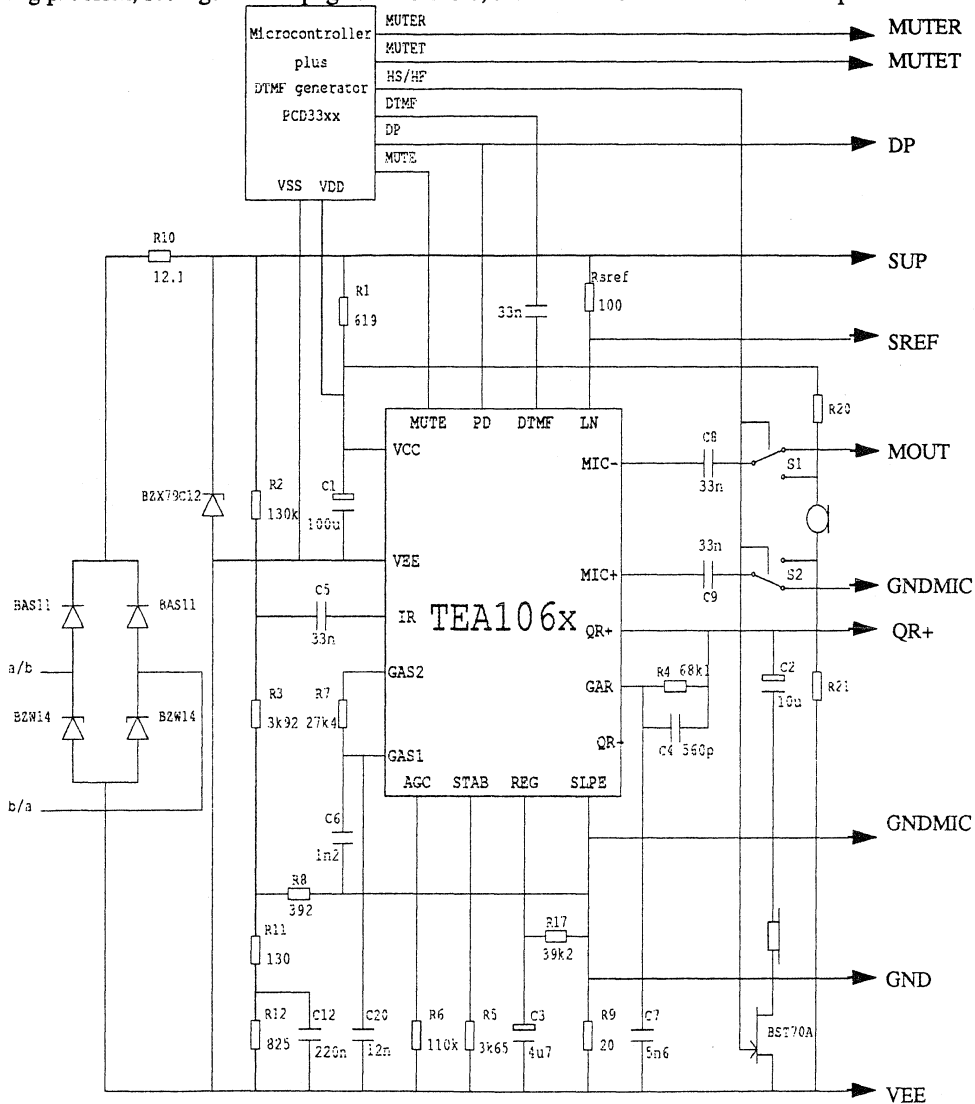 MUTER
Microcontroller
plus
DTMF generator
PCD33xx
VSS VDD
MUTER
MUTET
HS/HF
DTMF
DP
MUTE
MUTET
DP
R10
12.1
SUP
R1
619
33n
Rsref
100
SREF
R20
MUTE PD DTMF LN
VCC
MIC-
C8
33n
S1
MOUT
BZX79C12
R2
130k
C1
100u
VEE
MIC+
33n
C9
S2
GNDMIC
BAS11
BAS11
C5
33n
IR
TEA106x
QR+
QR+
a/b
GAS2
GAR
R4 68k1
C2
10u
R21
BZW14
BZW14
R3
3k92
R7
27k4
C4 560p
QR-
GAS1
b/a
AGC STAB REG SLPE
GNDMIC
C6
1n2
R8
392
R11
130
R17
39k2
GND
R12
825
C12
220n
C20
12n
R6
110k
R5
3k65
C3
4u7
R9
20
C7
5n6
BST70A
VEE